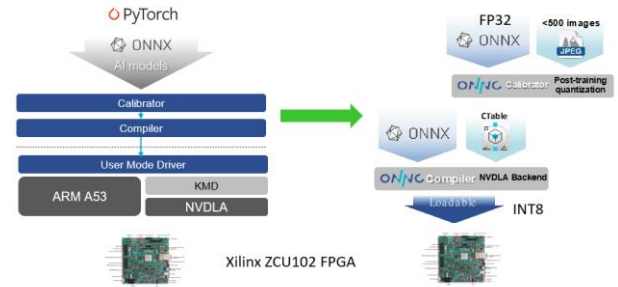 PyTorch
ONNX
AI models
Calibrator
Compiler
User Mode Driver
ARM A53
KMD
NVDLA
Xilinx ZCU102 FPGA
FP32
<500 images
ONNX
JPEG
ONNC Calibrator Post-training quantization
CTable
ONNX
ONNC Compiler NVDLA Backend
Loadable
INT8